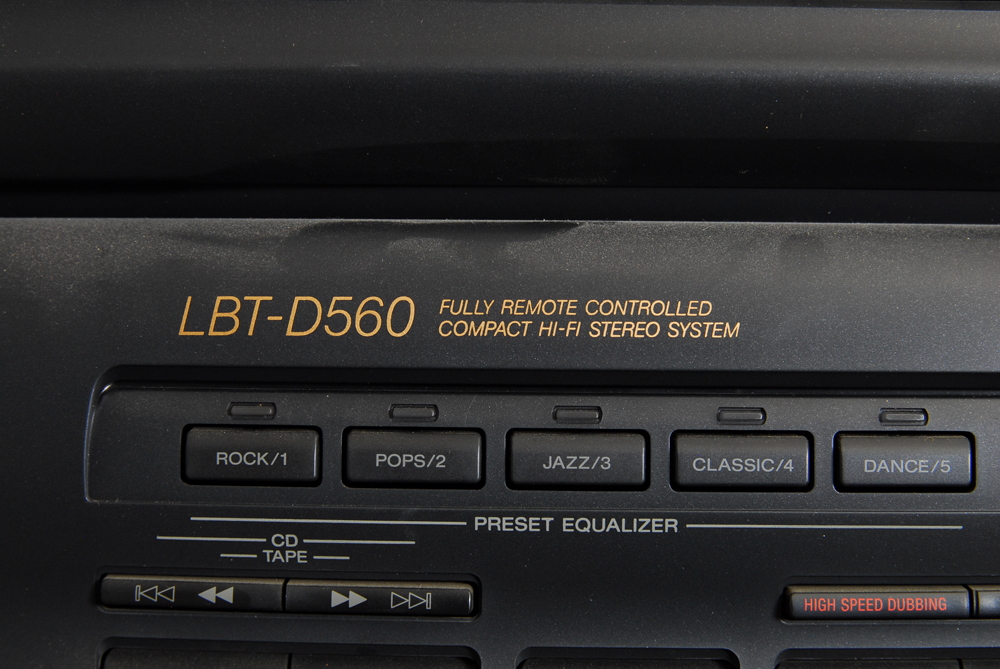 LBT-D560
FULLY REMOTE CONTROLLED
COMPACT HI-FI STEREO SYSTEM
ROCK/1
POPS/2
JAZZ/3
CLASSIC/4
DANCE/5
PRESET EQUALIZER
CD
TAPE
HIGH SPEED DUBBING